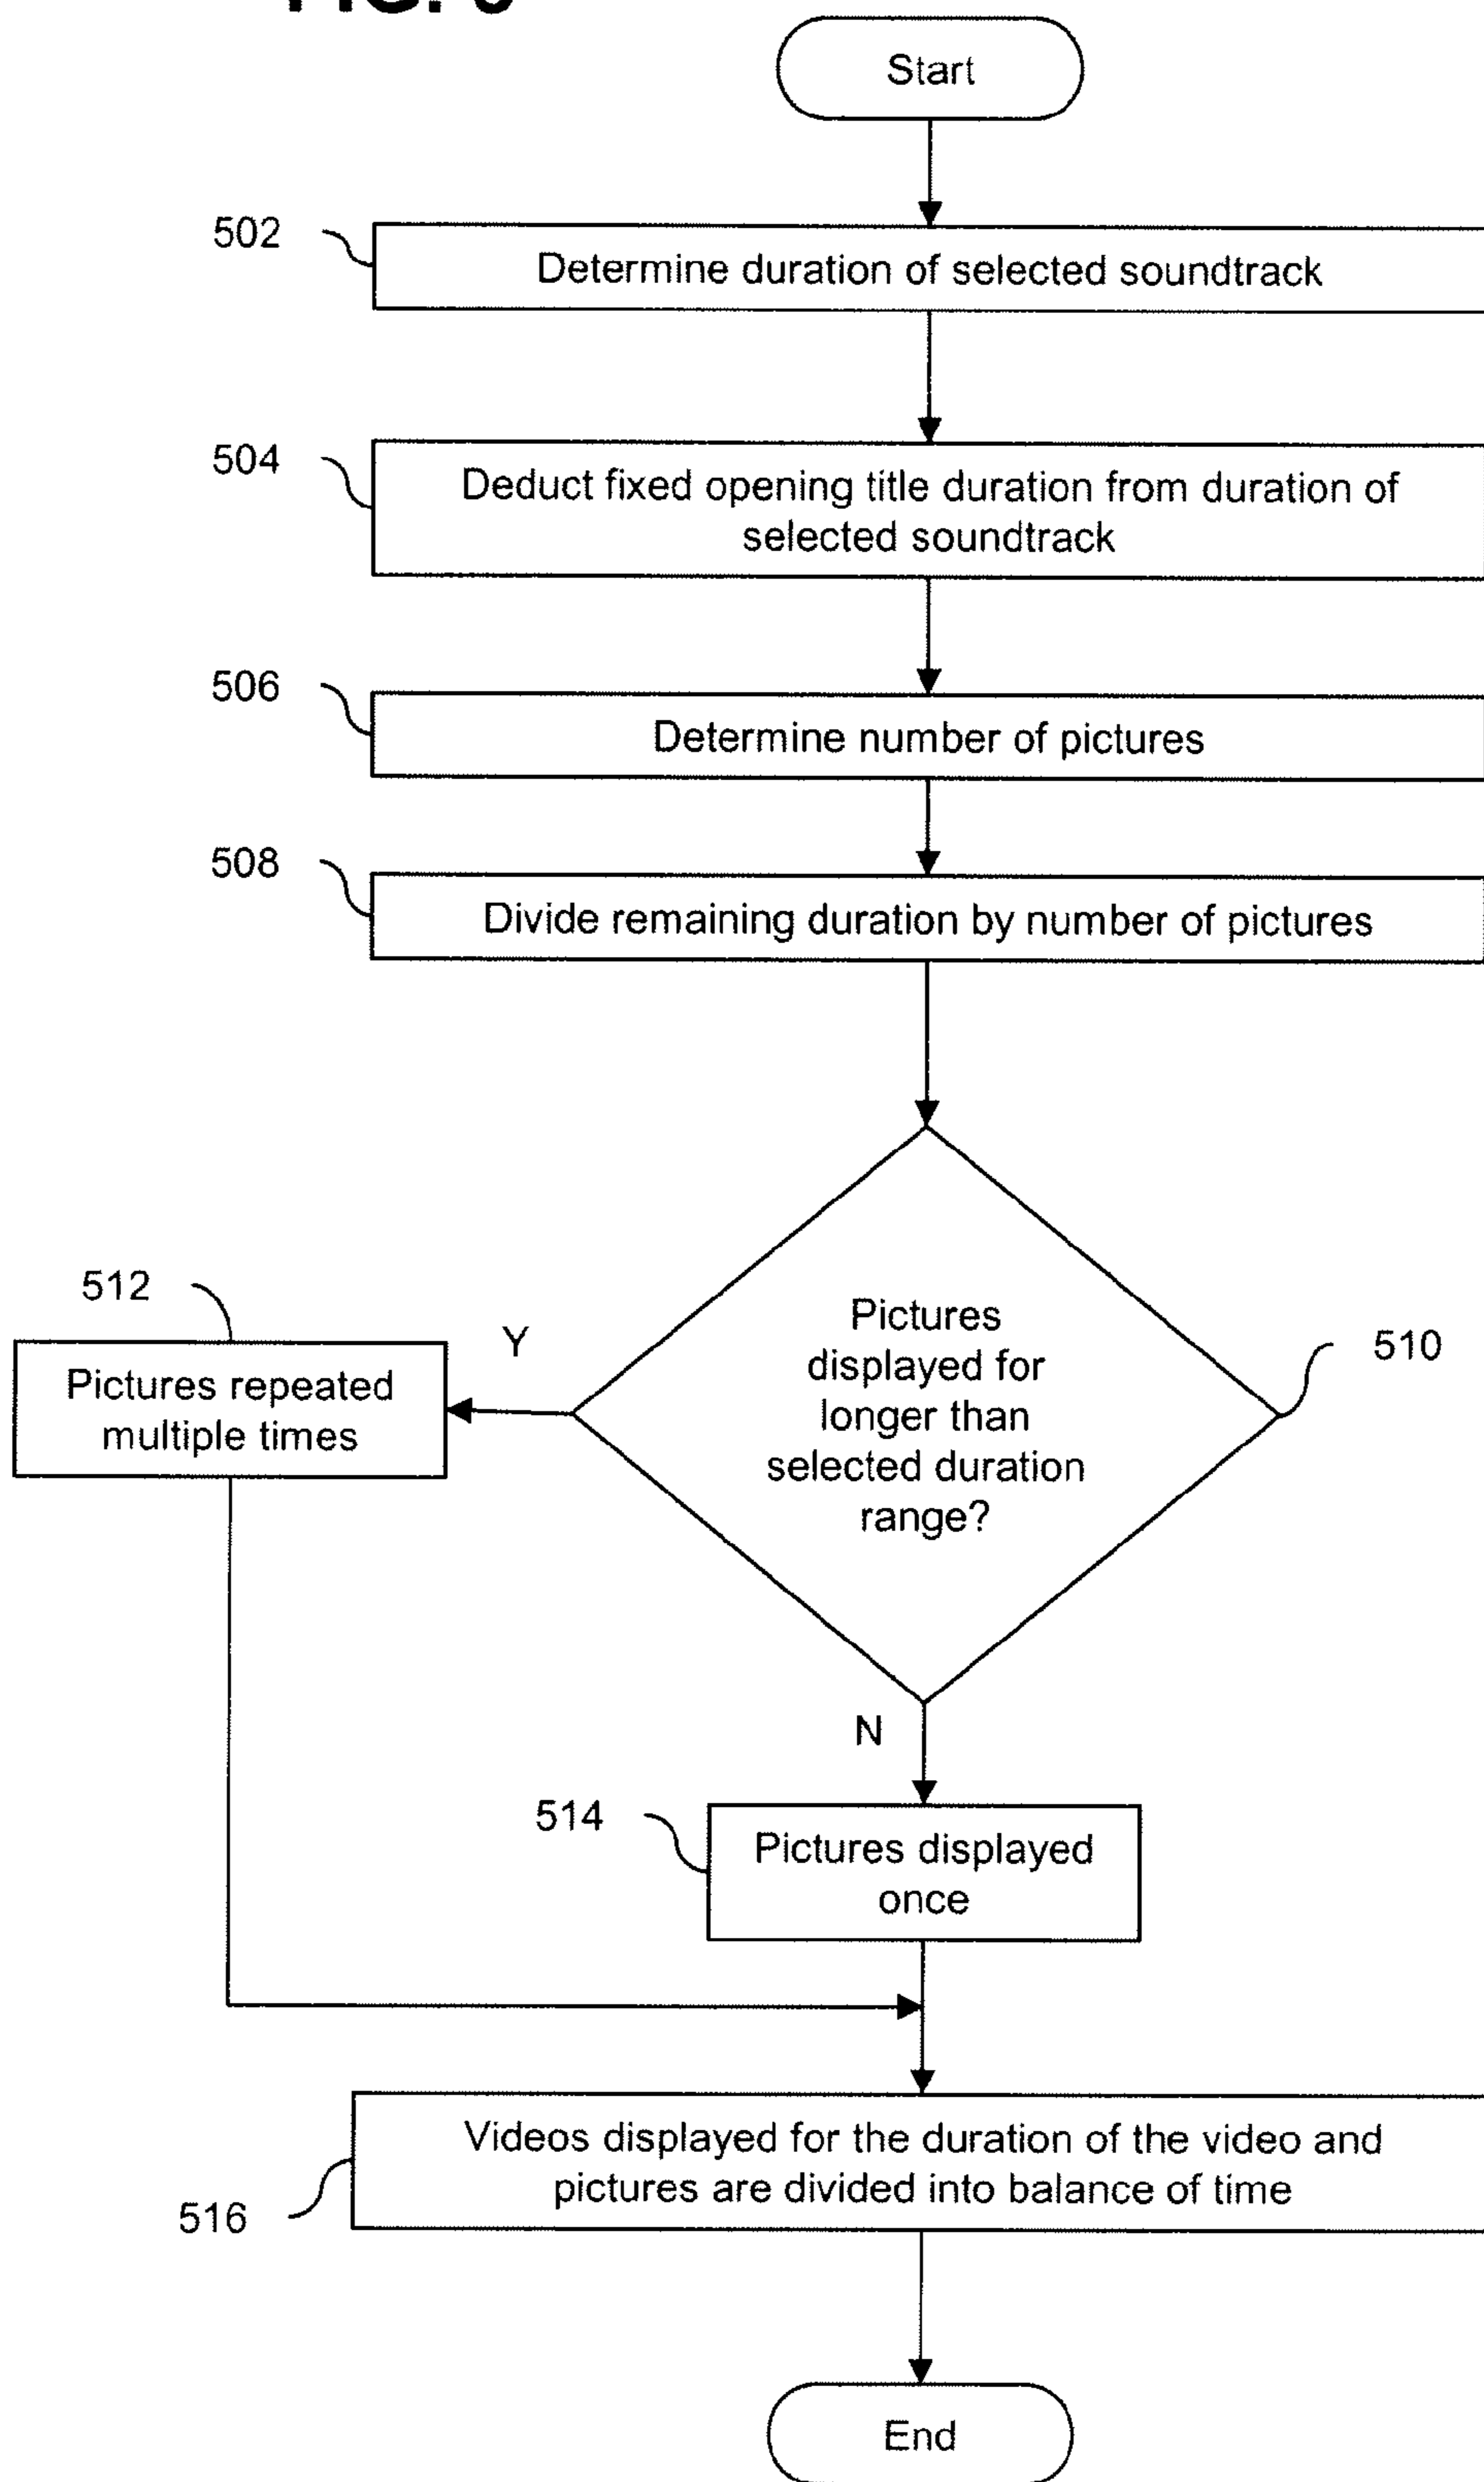 Start
502
Determine duration of selected soundtrack
504
Deduct fixed opening title duration from duration of
selected soundtrack
506
Determine number of pictures
508
Divide remaining duration by number of pictures
512
Pictures repeated
multiple times
Y
Pictures
displayed for
longer than
selected duration
range?
510
N
514
Pictures displayed
once
Videos displayed for the duration of the video and
pictures are divided into balance of time
516
End